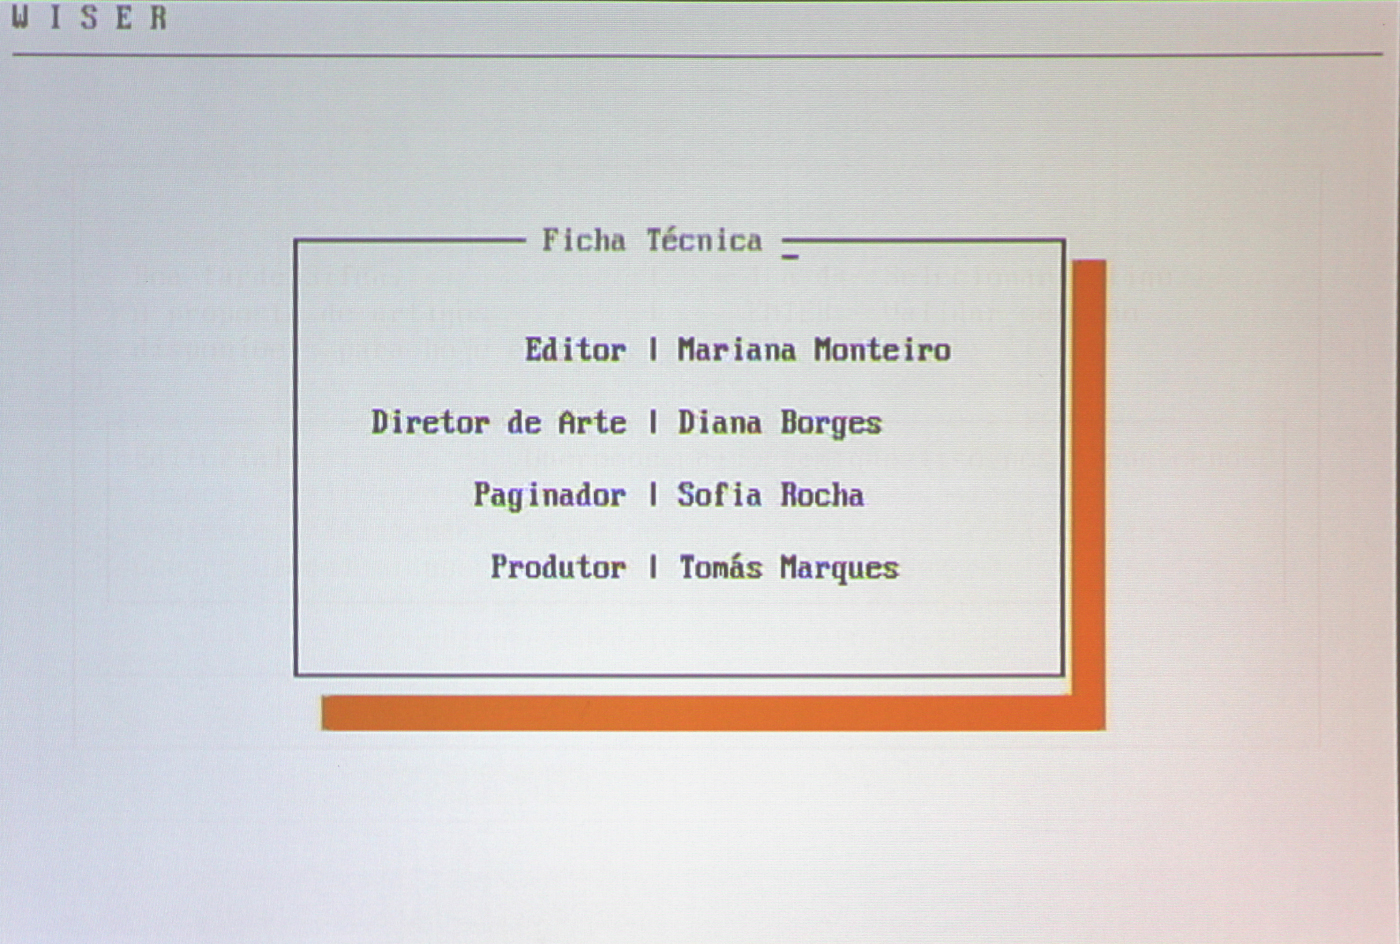 W I S E R
Ficha Técnica
Editor | Mariana Monteiro
Diretor de Arte | Diana Borges
Paginador | Sofia Rocha
Produtor | Tomás Marques